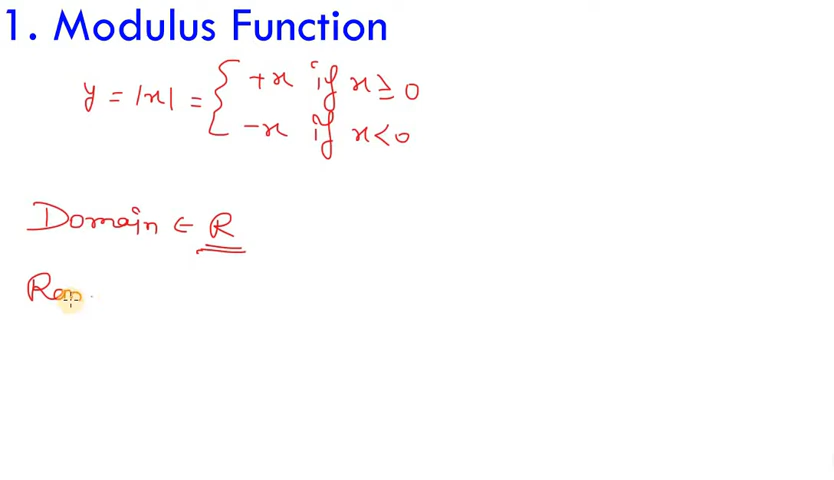 1. Modulus Function
y = |x| = { +x if x ≥ 0
-x if x < 0
Domain ∈ R